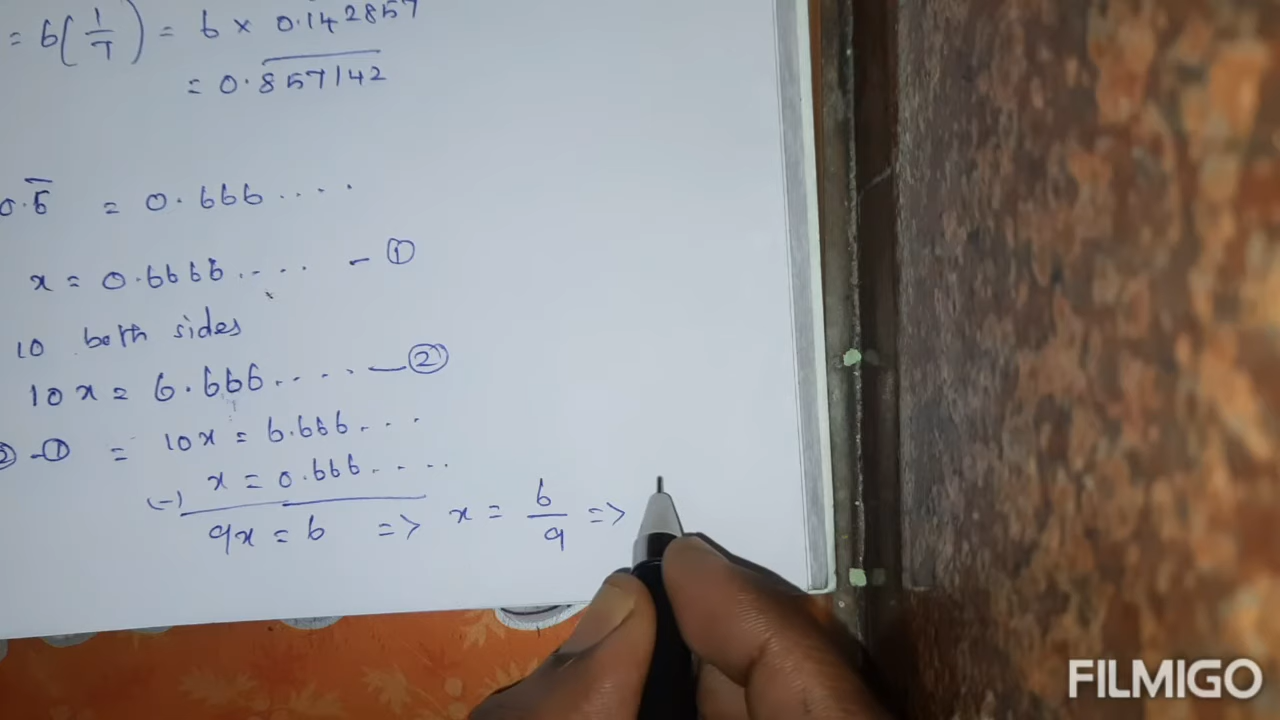 = 6(1/7) = 6 × 0.142857
= 0.857142
0.6̅ = 0.666....
x = 0.6666..... - ①
10 both sides
10x = 6.666..... - ②
② - ① = 10x = 6.666...
(-) x = 0.666.....
9x = 6 => x = 6/9 =>
FILMIGO